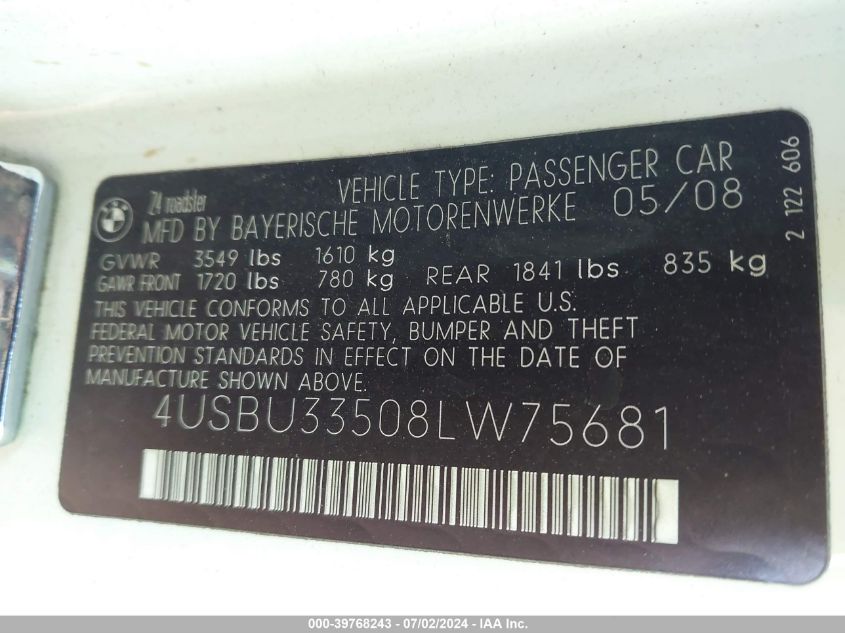 Z4 roadster
VEHICLE TYPE: PASSENGER CAR
MFD BY BAYERISCHE MOTORENWERKE 05/08
GVWR 3549 lbs 1610 kg
GAWR FRONT 1720 lbs 780 kg REAR 1841 lbs 835 kg
THIS VEHICLE CONFORMS TO ALL APPLICABLE U.S.
FEDERAL MOTOR VEHICLE SAFETY, BUMPER AND THEFT
PREVENTION STANDARDS IN EFFECT ON THE DATE OF
MANUFACTURE SHOWN ABOVE.
4USBU33508LW75681
2 122 606
000-39768243 - 07/02/2024 - IAA Inc.